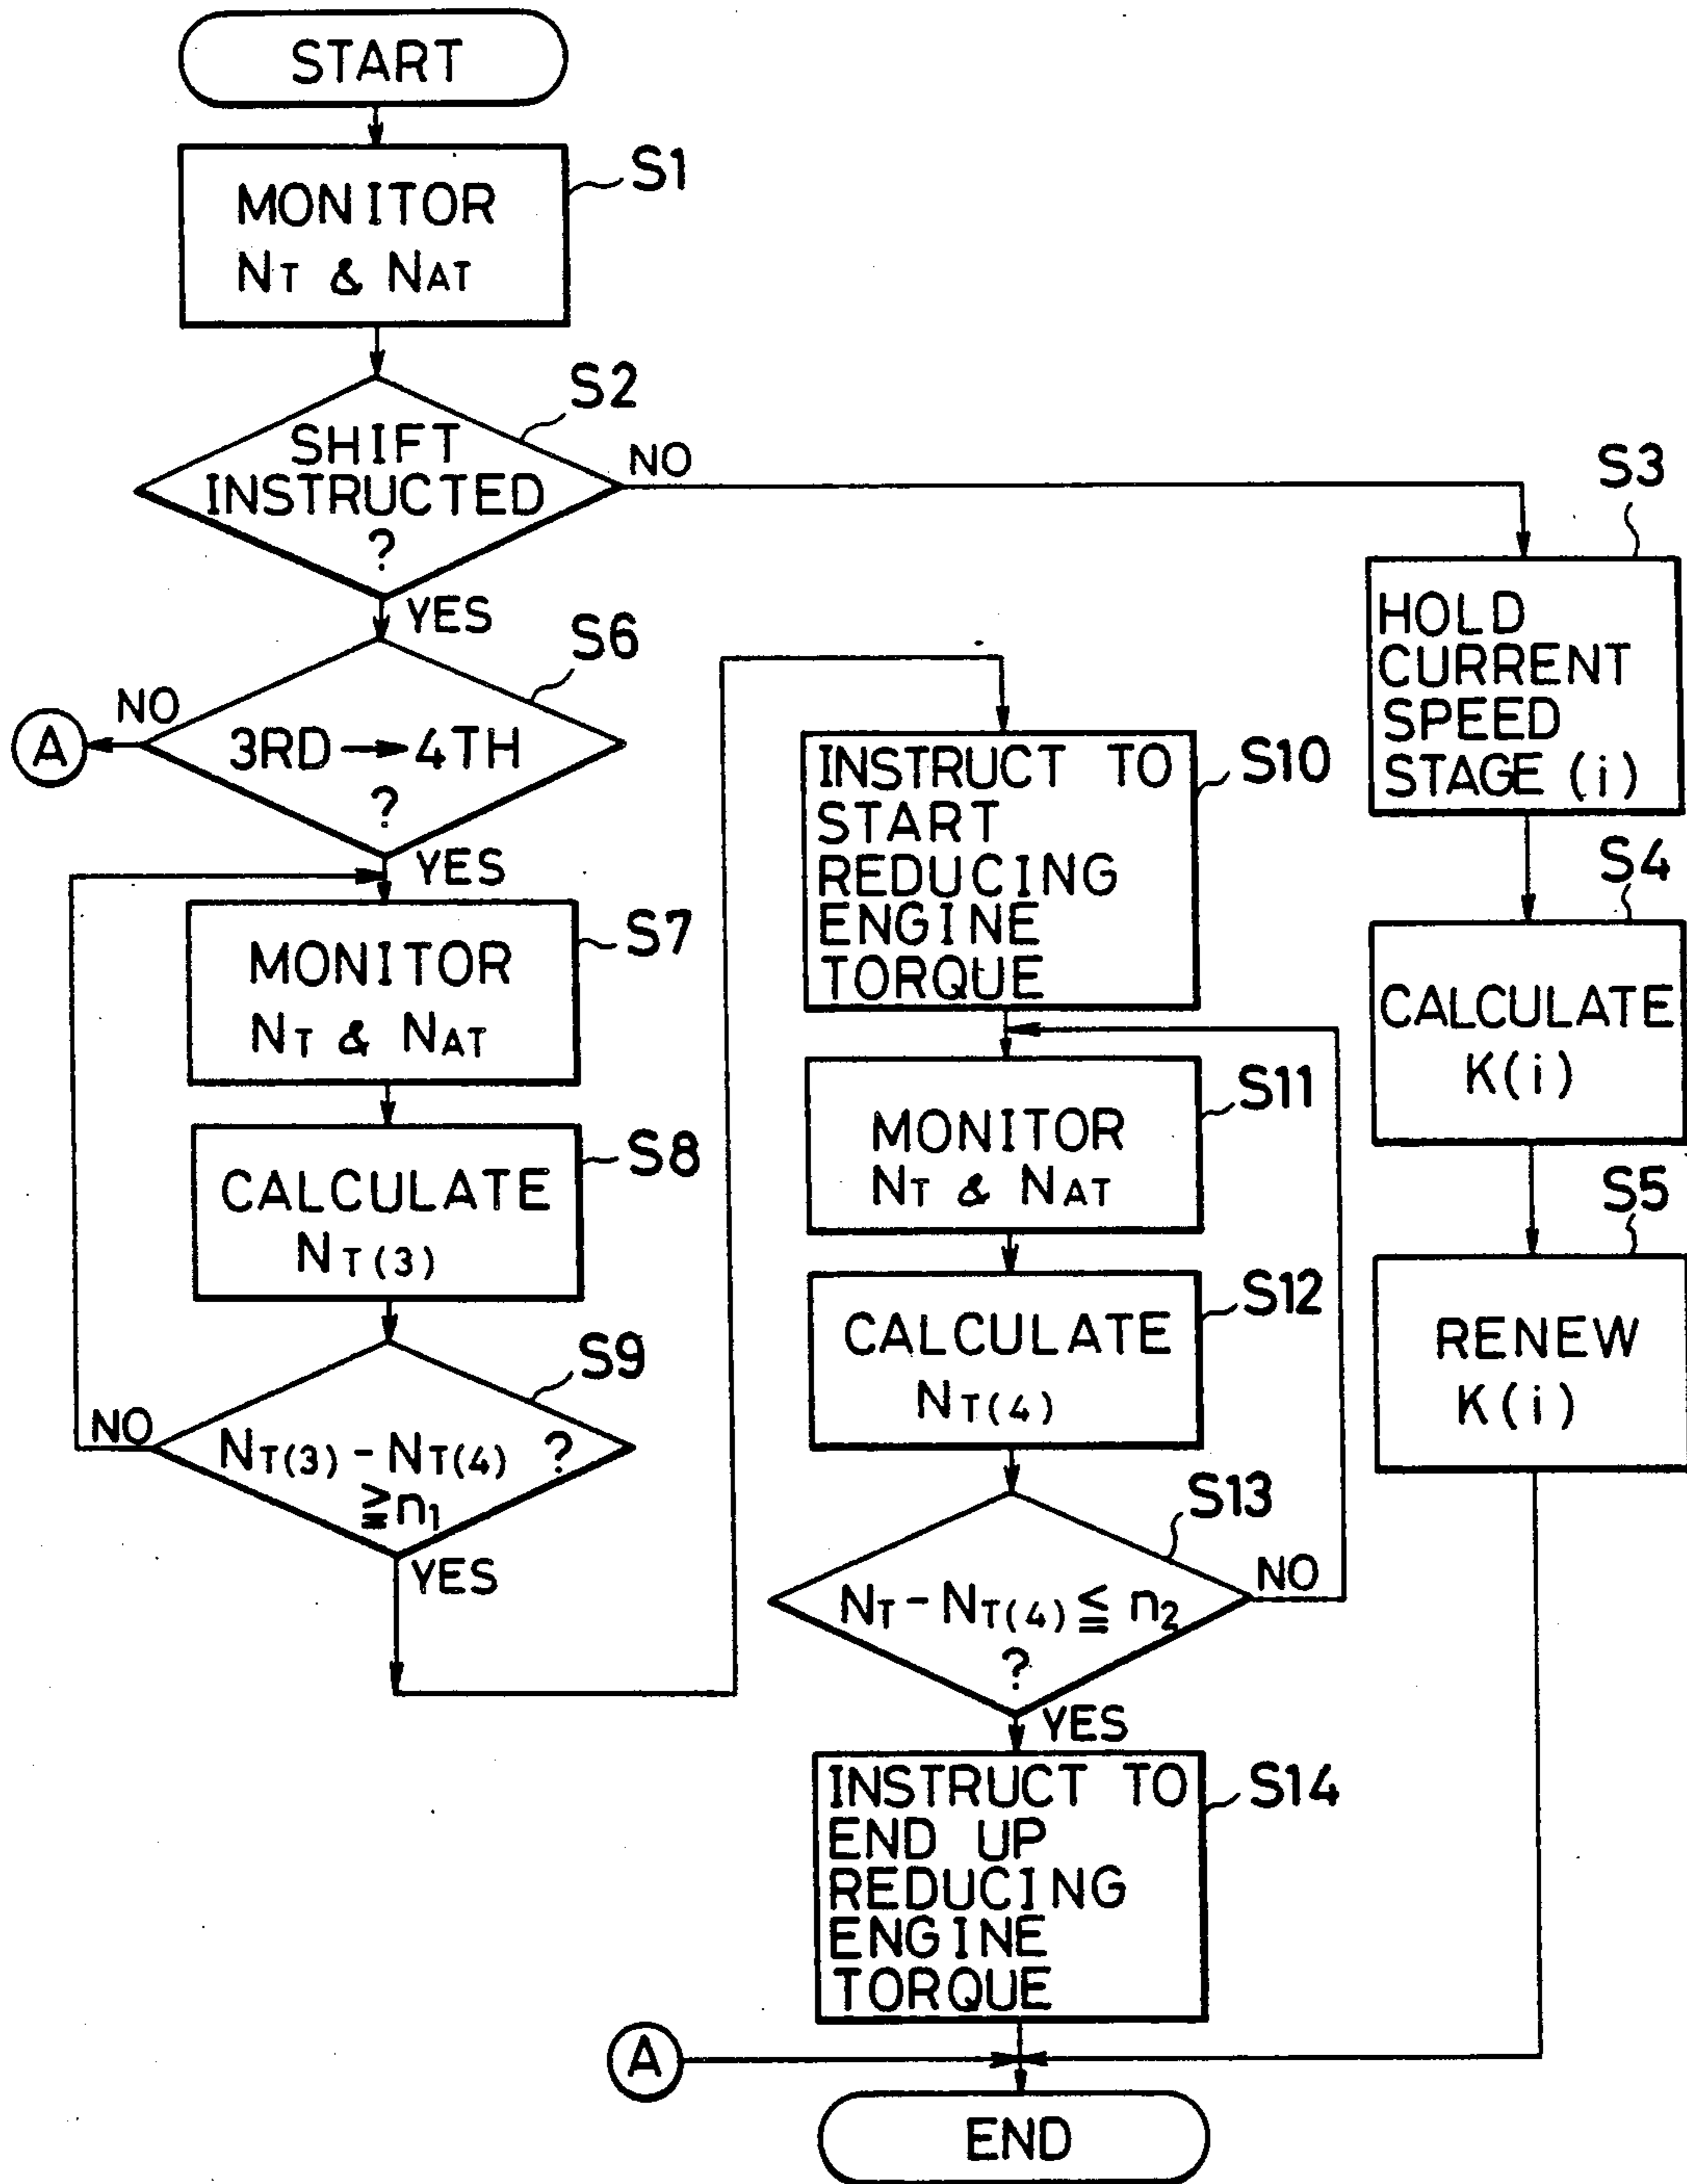 START
MONITOR
NT & NAT
S1
SHIFT
INSTRUCTED
?
S2
NO
YES
3RD→4TH
?
S6
NO
A
YES
MONITOR
NT & NAT
S7
CALCULATE
NT(3)
S8
NT(3)-NT(4) ?
≧n1
S9
NO
YES
INSTRUCT TO
START
REDUCING
ENGINE
TORQUE
S10
MONITOR
NT & NAT
S11
CALCULATE
NT(4)
S12
NT-NT(4)≦n2
?
S13
NO
YES
INSTRUCT TO
END UP
REDUCING
ENGINE
TORQUE
S14
S3
HOLD
CURRENT
SPEED
STAGE (i)
S4
CALCULATE
K(i)
S5
RENEW
K(i)
A
END